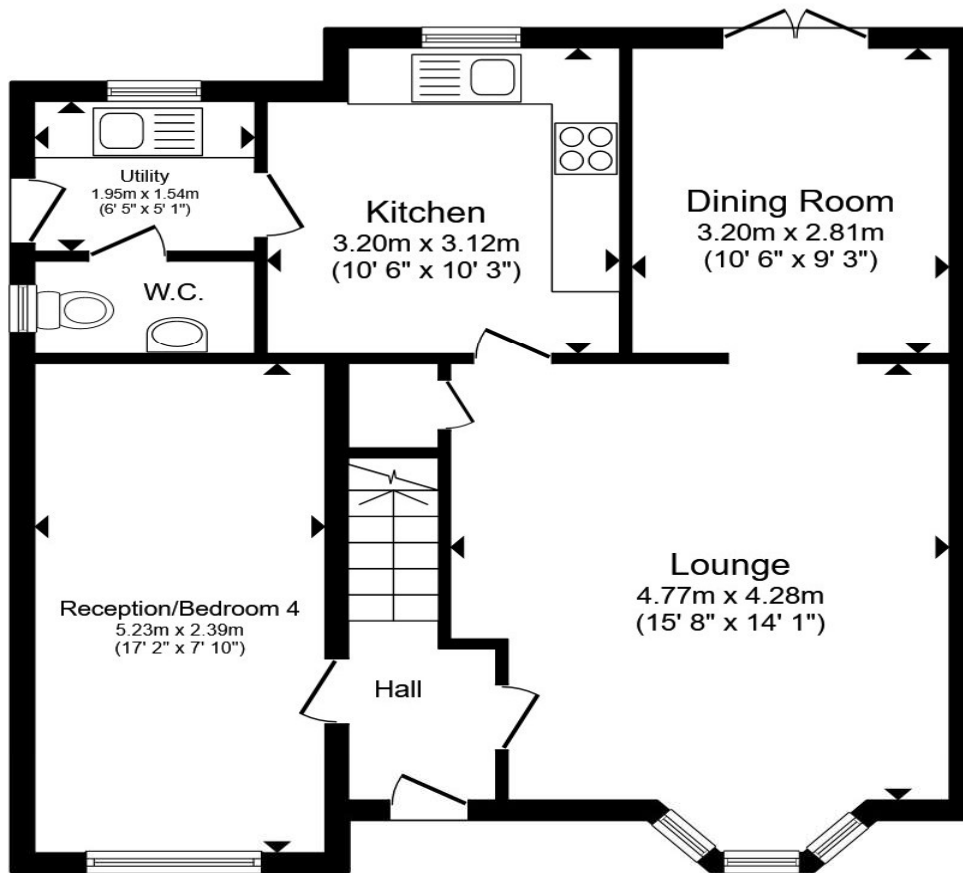 Utility
1.95m x 1.54m
(6' 5" x 5' 1")
Kitchen
3.20m x 3.12m
(10' 6" x 10' 3")
Dining Room
3.20m x 2.81m
(10' 6" x 9' 3")
W.C.
Reception/Bedroom 4
5.23m x 2.39m
(17' 2" x 7' 10")
Hall
Lounge
4.77m x 4.28m
(15' 8" x 14' 1")